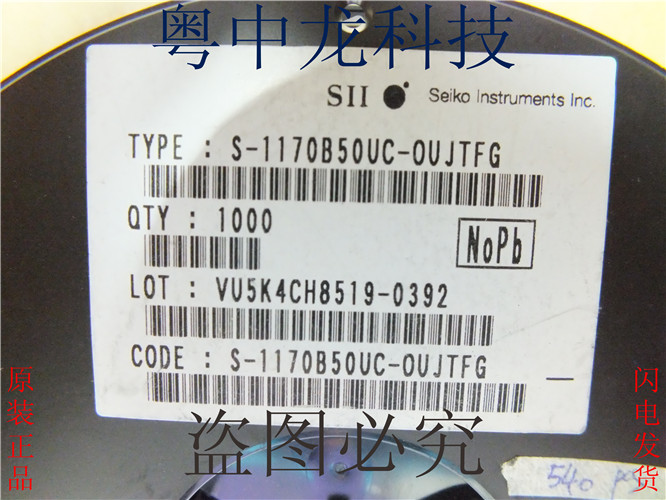 粤中龙科技
SII Seiko Instruments Inc.
TYPE : S-1170B50UC-OUJTFG
QTY : 1000
NoPb
LOT : VU5K4CH8519-0392
CODE : S-1170B50UC-OUJTFG
原装正品
闪电发货
盗图必究
540